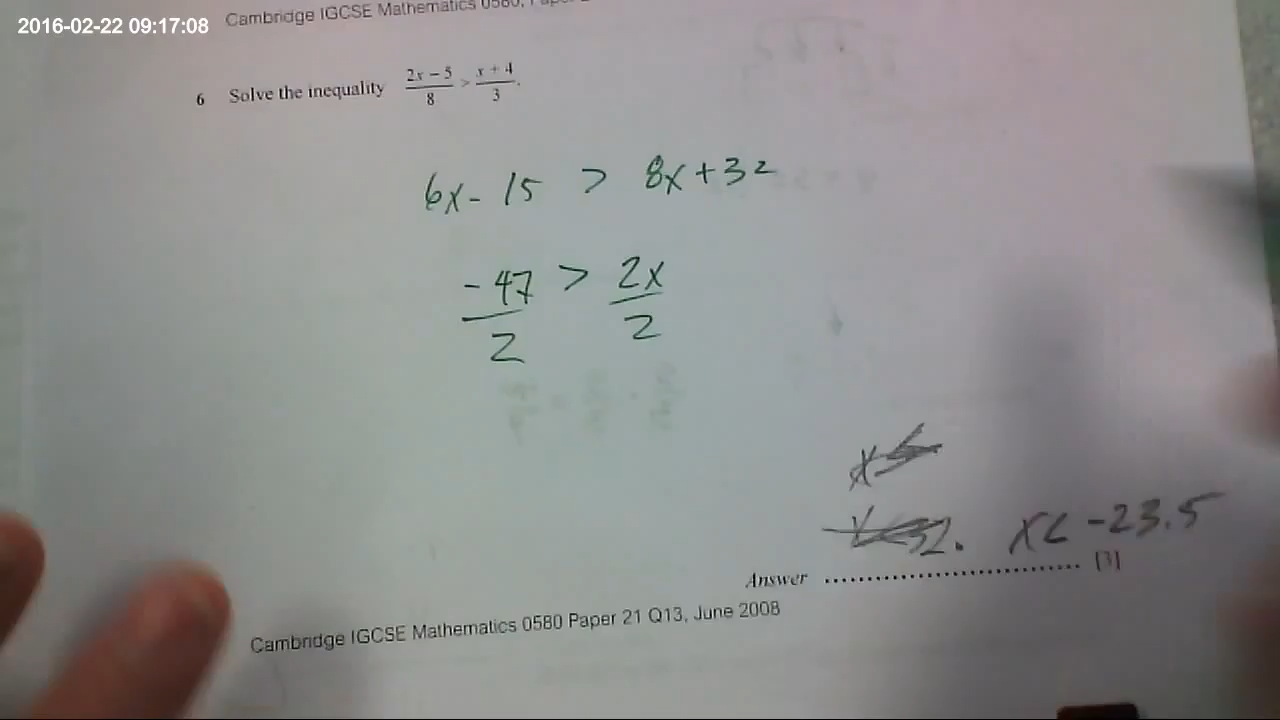 2016-02-22 09:17:08
Cambridge IGCSE Mathematics 0580,
6 Solve the inequality (2x – 5)/8 > (x + 4)/3.
6x - 15 > 8x + 32
-47/2 > 2x/2
x < -23.5
Answer .............................. [3]
Cambridge IGCSE Mathematics 0580 Paper 21 Q13, June 2008